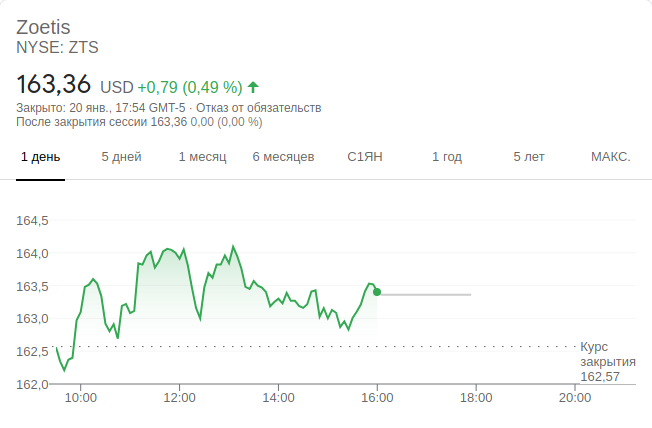 Zoetis
NYSE: ZTS
163,36 USD +0,79 (0,49 %)
Закрыто: 20 янв., 17:54 GMT-5 · Отказ от обязательств
После закрытия сессии 163,36 0,00 (0,00 %)
1 день 5 дней 1 месяц 6 месяцев С1ЯН 1 год 5 лет МАКС.
164,5
164,0
163,5
163,0
162,5
162,0
Курс
закрытия
162,57
10:00 12:00 14:00 16:00 18:00 20:00